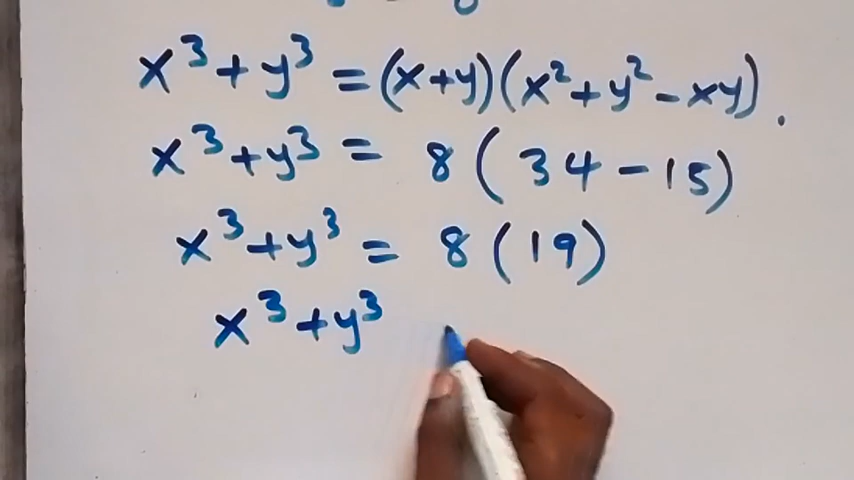 x³ + y³ = (x+y)(x² + y² - xy).
x³ + y³ = 8(34 - 15)
x³ + y³ = 8(19)
x³ + y³